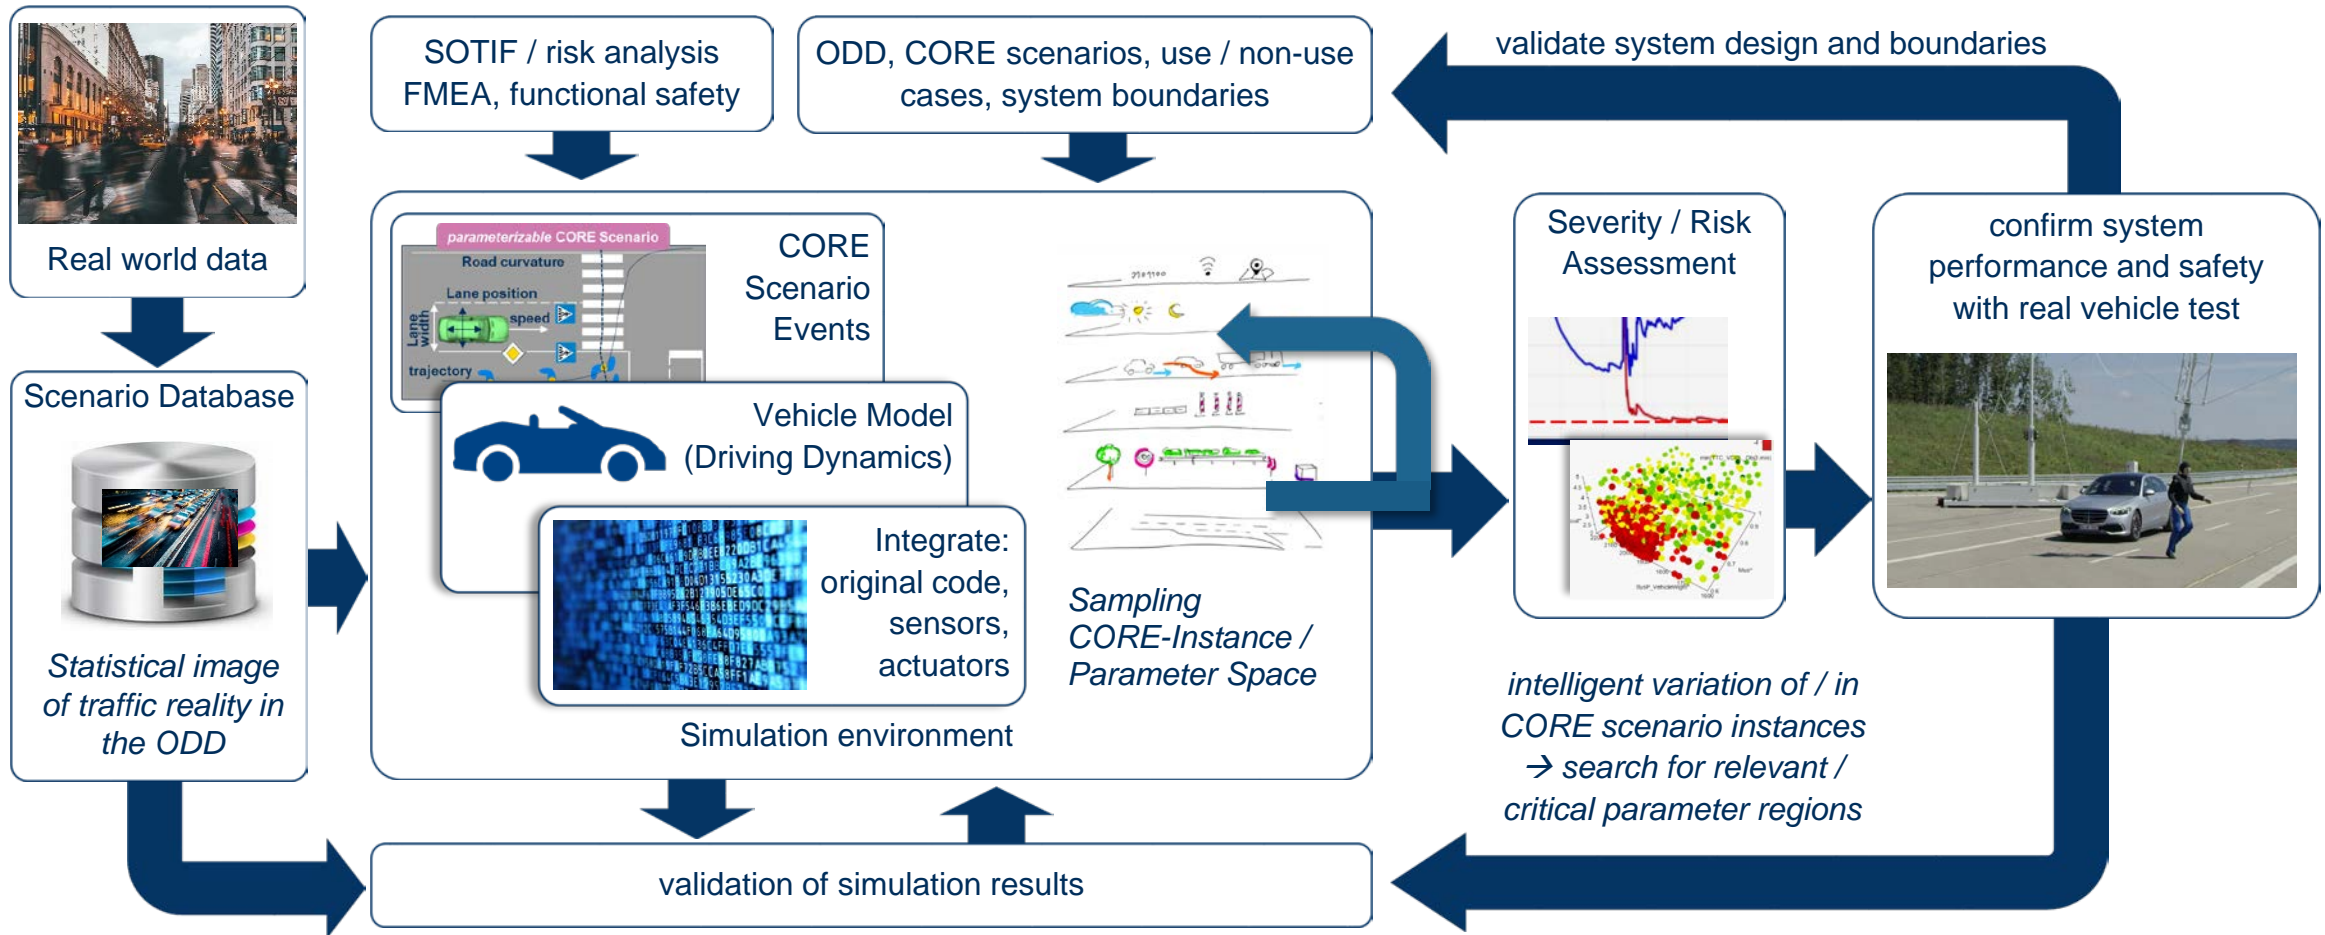 Real world data
Scenario Database
Statistical image
of traffic reality in
the ODD
SOTIF / risk analysis
FMEA, functional safety
ODD, CORE scenarios, use / non-use
cases, system boundaries
validate system design and boundaries
parameterizable CORE Scenario
Road curvature
Lane position
Lane
width
speed
trajectory
CORE
Scenario
Events
Vehicle Model
(Driving Dynamics)
Integrate:
original code,
sensors,
actuators
Simulation environment
Sampling
CORE-Instance /
Parameter Space
Severity / Risk
Assessment
confirm system
performance and safety
with real vehicle test
intelligent variation of / in
CORE scenario instances
→ search for relevant /
critical parameter regions
validation of simulation results